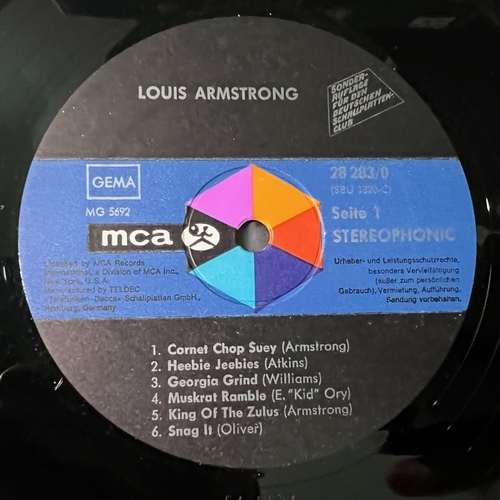 LOUIS ARMSTRONG
SONDER-
AUFLAGE
FÜR DEN
DEUTSCHEN
SCHALLPLATTEN-
CLUB
GEMA
MG 5692
28 283/0
Seite 1
STEREOPHONIC
mca
Licensed by MCA Records
International, a Division of MCA Inc.,
New York, U.S.A.
Manufactured by TELDEC
»Telefunken-Decca« Schallplatten GmbH.,
Hamburg, Germany
Urheber- und Leistungsschutzrechte,
besonders Vervielfältigung
(außer zum persönlichen
Gebrauch), Vermietung, Aufführung,
Sendung vorbehalten.
1. Cornet Chop Suey (Armstrong)
2. Heebie Jeebies (Atkins)
3. Georgia Grind (Williams)
4. Muskrat Ramble (E. "Kid" Ory)
5. King Of The Zulus (Armstrong)
6. Snag It (Oliver)